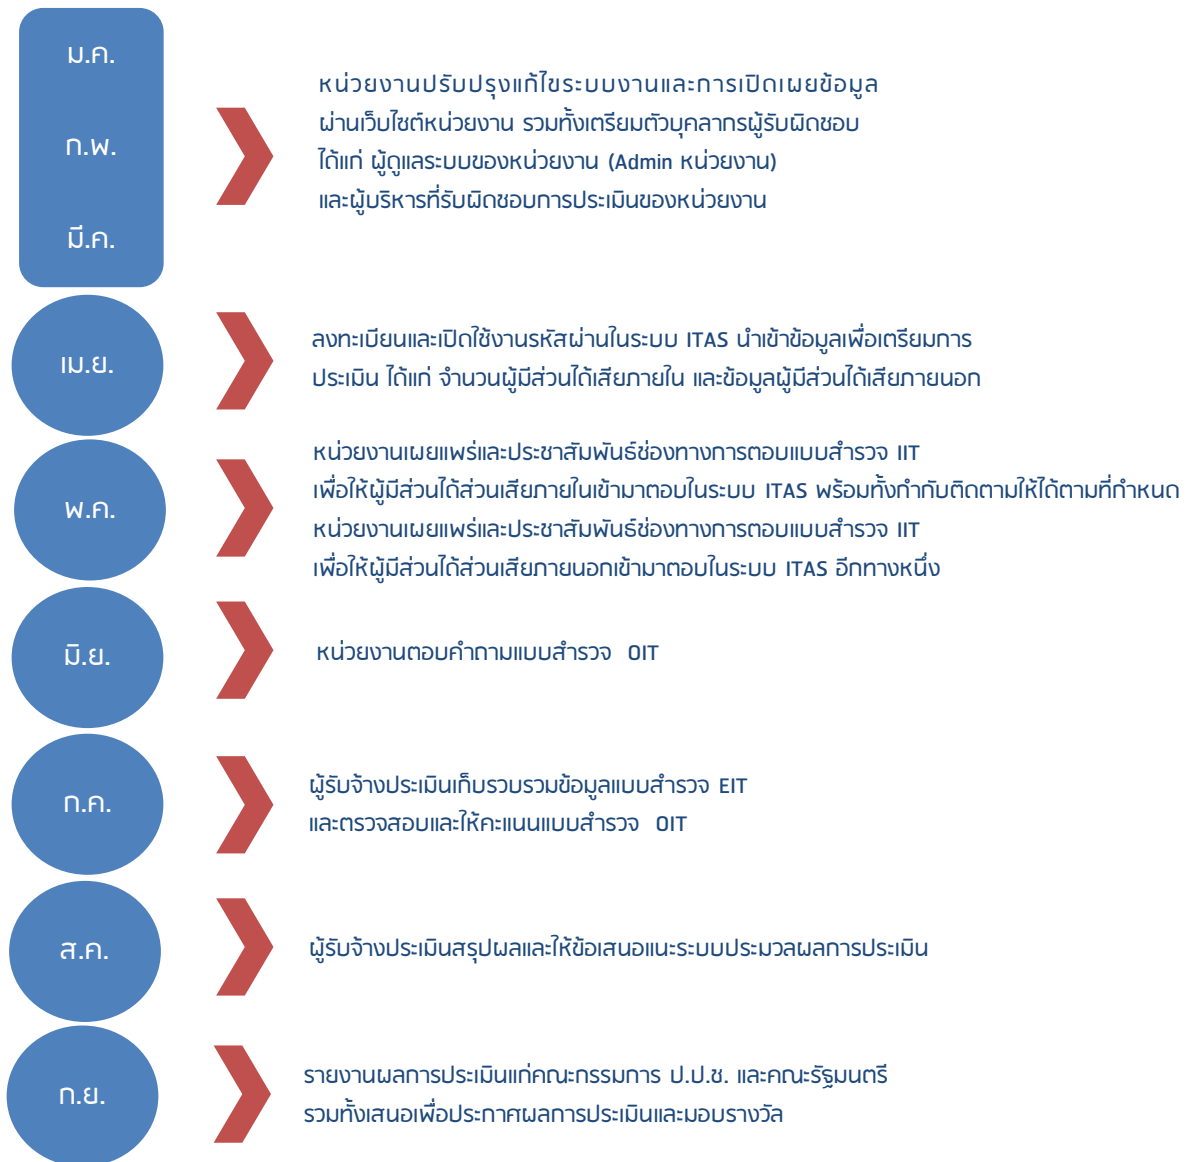 ม.ค.
ก.พ.
มี.ค.
หน่วยงานปรับปรุงแก้ไขระบบงานและการเปิดเผยข้อมูล
ผ่านเว็บไซต์หน่วยงาน รวมทั้งเตรียมตัวบุคลากรผู้รับผิดชอบ
ได้แก่ ผู้ดูแลระบบของหน่วยงาน (Admin หน่วยงาน)
และผู้บริหารที่รับผิดชอบการประเมินของหน่วยงาน
เม.ย.
ลงทะเบียนและเปิดใช้งานรหัสผ่านในระบบ ITAS นำเข้าข้อมูลเพื่อเตรียมการ
ประเมิน ได้แก่ จำนวนผู้มีส่วนได้เสียภายใน และข้อมูลผู้มีส่วนได้เสียภายนอก
พ.ค.
หน่วยงานเผยแพร่และประชาสัมพันธ์ช่องทางการตอบแบบสำรวจ IIT
เพื่อให้ผู้มีส่วนได้ส่วนเสียภายในเข้ามาตอบในระบบ ITAS พร้อมทั้งกำกับติดตามให้ได้ตามที่กำหนด
หน่วยงานเผยแพร่และประชาสัมพันธ์ช่องทางการตอบแบบสำรวจ IIT
เพื่อให้ผู้มีส่วนได้ส่วนเสียภายนอกเข้ามาตอบในระบบ ITAS อีกทางหนึ่ง
มิ.ย.
หน่วยงานตอบคำถามแบบสำรวจ OIT
ก.ค.
ผู้รับจ้างประเมินเก็บรวบรวมข้อมูลแบบสำรวจ EIT
และตรวจสอบและให้คะแนนแบบสำรวจ OIT
ส.ค.
ผู้รับจ้างประเมินสรุปผลและให้ข้อเสนอแนะระบบประมวลผลการประเมิน
ก.ย.
รายงานผลการประเมินแก่คณะกรรมการ ป.ป.ช. และคณะรัฐมนตรี
รวมทั้งเสนอเพื่อประกาศผลการประเมินและมอบรางวัล